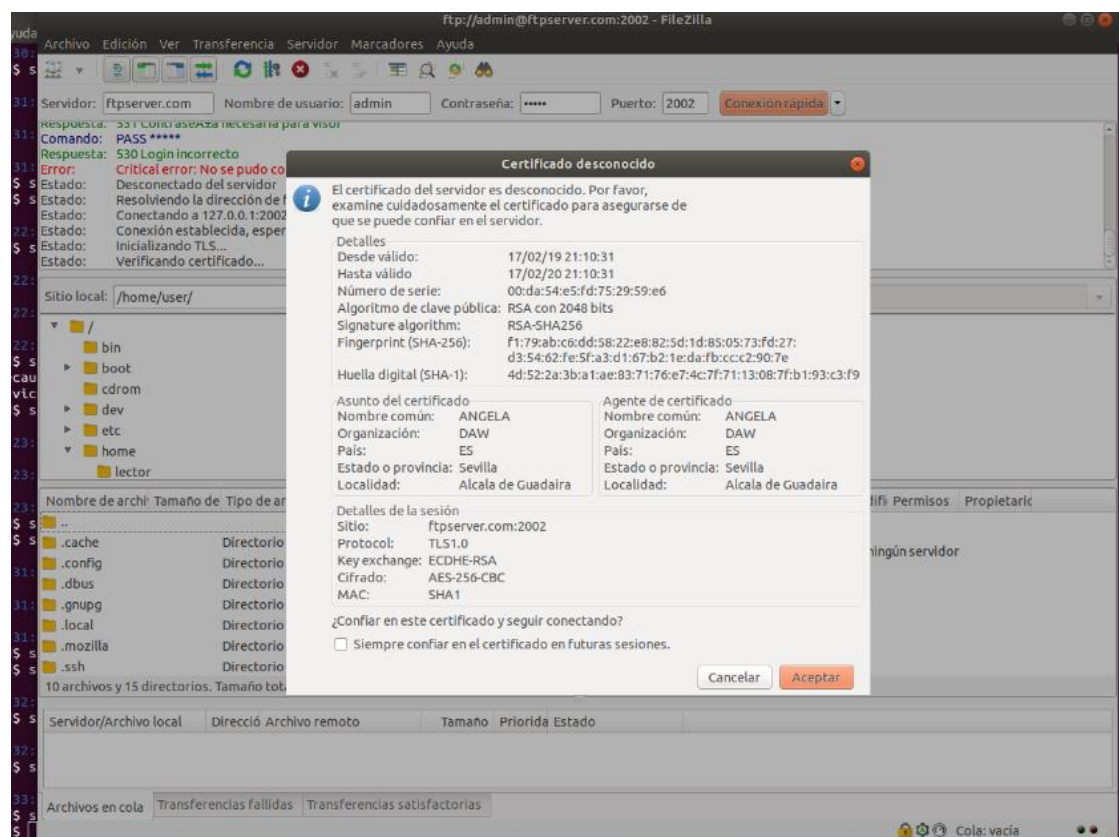 ftp://admin@ftpserver.com:2002 - FileZilla
Archivo Edición Ver Transferencia Servidor Marcadores Ayuda
Servidor: ftpserver.com Nombre de usuario: admin Contraseña: ••••• Puerto: 2002 Conexión rápida
Respuesta: 331 ContraseÃ±a necesaria para visor
Comando: PASS *****
Respuesta: 530 Login incorrecto
Error: Critical error: No se pudo co
Estado: Desconectado del servidor
Estado: Resolviendo la dirección de f
Estado: Conectando a 127.0.0.1:2002
Estado: Conexión establecida, esper
Estado: Inicializando TLS...
Estado: Verificando certificado...
Sitio local: /home/user/
/
bin
boot
cdrom
dev
etc
home
lector
Nombre de archi Tamaño de Tipo de ar
..
.cache Directorio
.config Directorio
.dbus Directorio
.gnupg Directorio
.local Directorio
.mozilla Directorio
.ssh Directorio
10 archivos y 15 directorios. Tamaño tot
Permisos Propietario
ningún servidor
Certificado desconocido
El certificado del servidor es desconocido. Por favor,
examine cuidadosamente el certificado para asegurarse de
que se puede confiar en el servidor.
Detalles
Desde válido: 17/02/19 21:10:31
Hasta válido 17/02/20 21:10:31
Número de serie: 00:da:54:e5:fd:75:29:59:e6
Algoritmo de clave pública: RSA con 2048 bits
Signature algorithm: RSA-SHA256
Fingerprint (SHA-256): f1:79:ab:c6:dd:58:22:e8:82:5d:1d:85:05:73:fd:27:
d3:54:62:fe:5f:a3:d1:67:b2:1e:da:fb:cc:c2:90:7e
Huella digital (SHA-1): 4d:52:2a:3b:a1:ae:83:71:76:e7:4c:7f:71:13:08:7f:b1:93:c3:f9
Asunto del certificado
Nombre común: ANGELA
Organización: DAW
País: ES
Estado o provincia: Sevilla
Localidad: Alcala de Guadaira
Agente de certificado
Nombre común: ANGELA
Organización: DAW
País: ES
Estado o provincia: Sevilla
Localidad: Alcala de Guadaira
Detalles de la sesión
Sitio: ftpserver.com:2002
Protocol: TLS1.0
Key exchange: ECDHE-RSA
Cifrado: AES-256-CBC
MAC: SHA1
¿Confiar en este certificado y seguir conectando?
Siempre confiar en el certificado en futuras sesiones.
Cancelar Aceptar
Servidor/Archivo local Direcció Archivo remoto Tamaño Priorida Estado
Archivos en cola Transferencias fallidas Transferencias satisfactorias
Cola: vacía